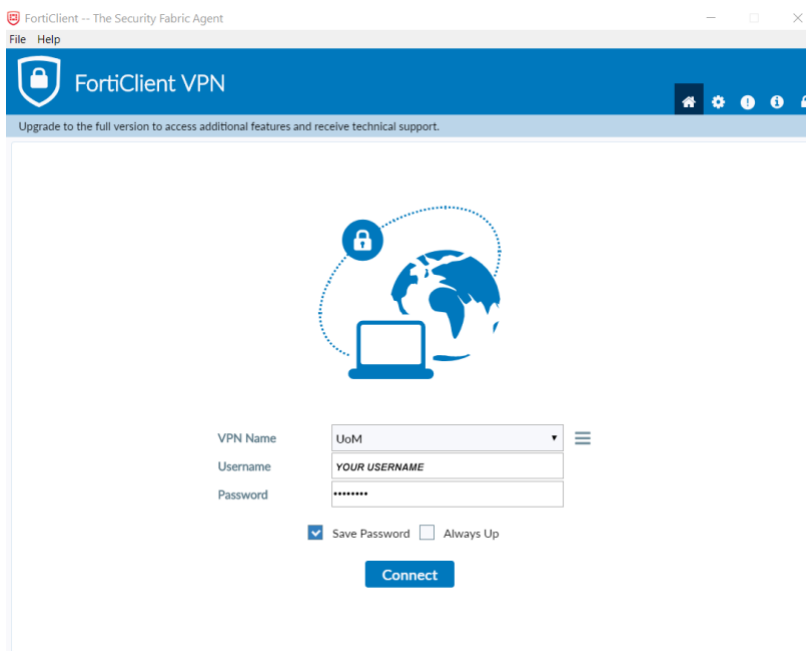 FortiClient -- The Security Fabric Agent
File Help
FortiClient VPN
Upgrade to the full version to access additional features and receive technical support.
VPN Name UoM
Username YOUR USERNAME
Password ••••••••
Save Password Always Up
Connect